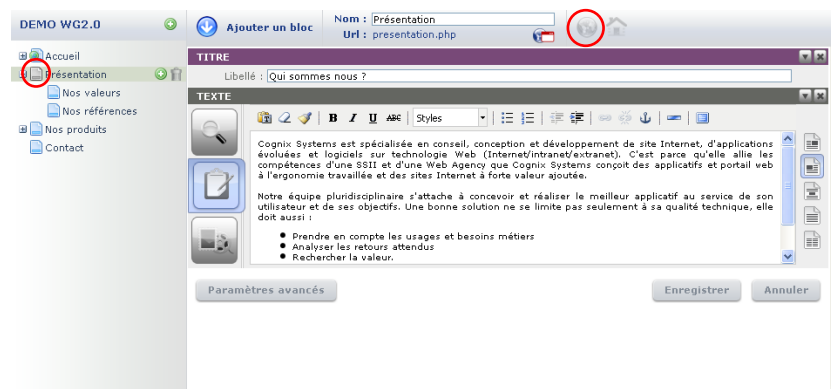 DEMO WG2.0
Ajouter un bloc
Nom : Présentation
Url : presentation.php
Accueil
Présentation
Nos valeurs
Nos références
Nos produits
Contact
TITRE
Libellé : Qui sommes nous ?
TEXTE
B I U ABC Styles
Cognix Systems est spécialisée en conseil, conception et développement de site Internet, d'applications
évoluées et logiciels sur technologie Web (Internet/intranet/extranet). C'est parce qu'elle allie les
compétences d'une SSII et d'une Web Agency que Cognix Systems conçoit des applicatifs et portail web
à l'ergonomie travaillée et des sites Internet à forte valeur ajoutée.
Notre équipe pluridisciplinaire s'attache à concevoir et réaliser le meilleur applicatif au service de son
utilisateur et de ses objectifs. Une bonne solution ne se limite pas seulement à sa qualité technique, elle
doit aussi :
Prendre en compte les usages et besoins métiers
Analyser les retours attendus
Rechercher la valeur.
Paramètres avancés
Enregistrer
Annuler